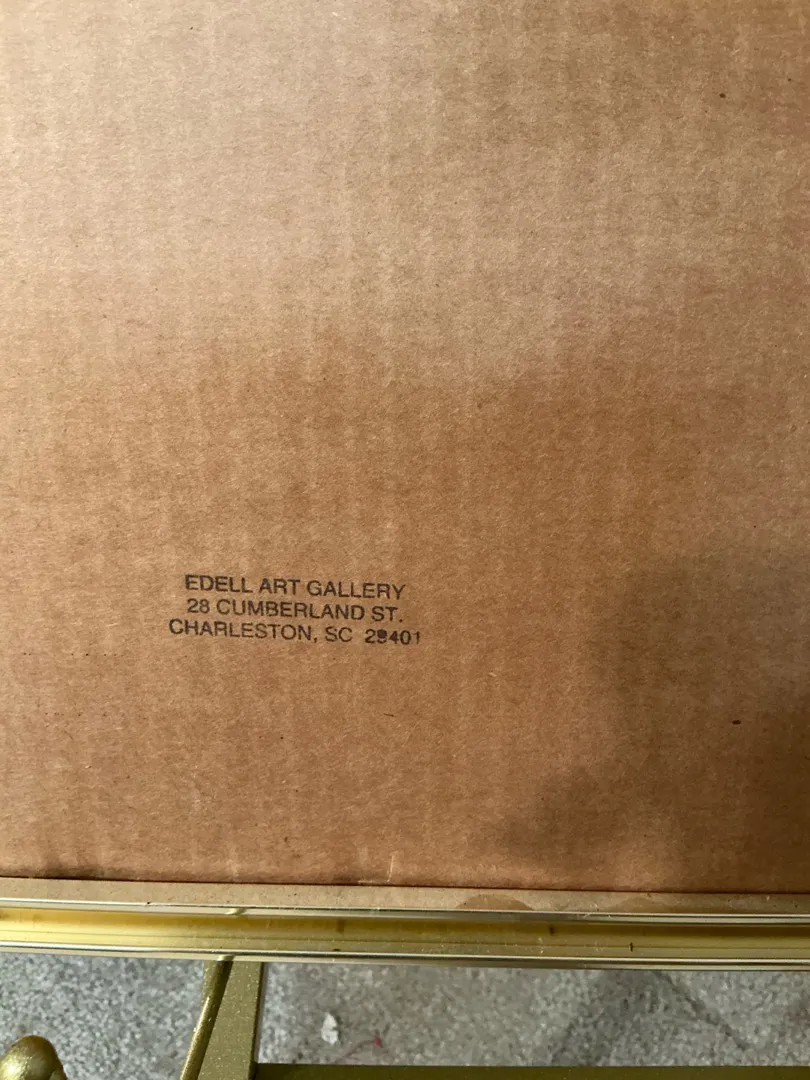 EDELL ART GALLERY
28 CUMBERLAND ST.
CHARLESTON, SC 29401